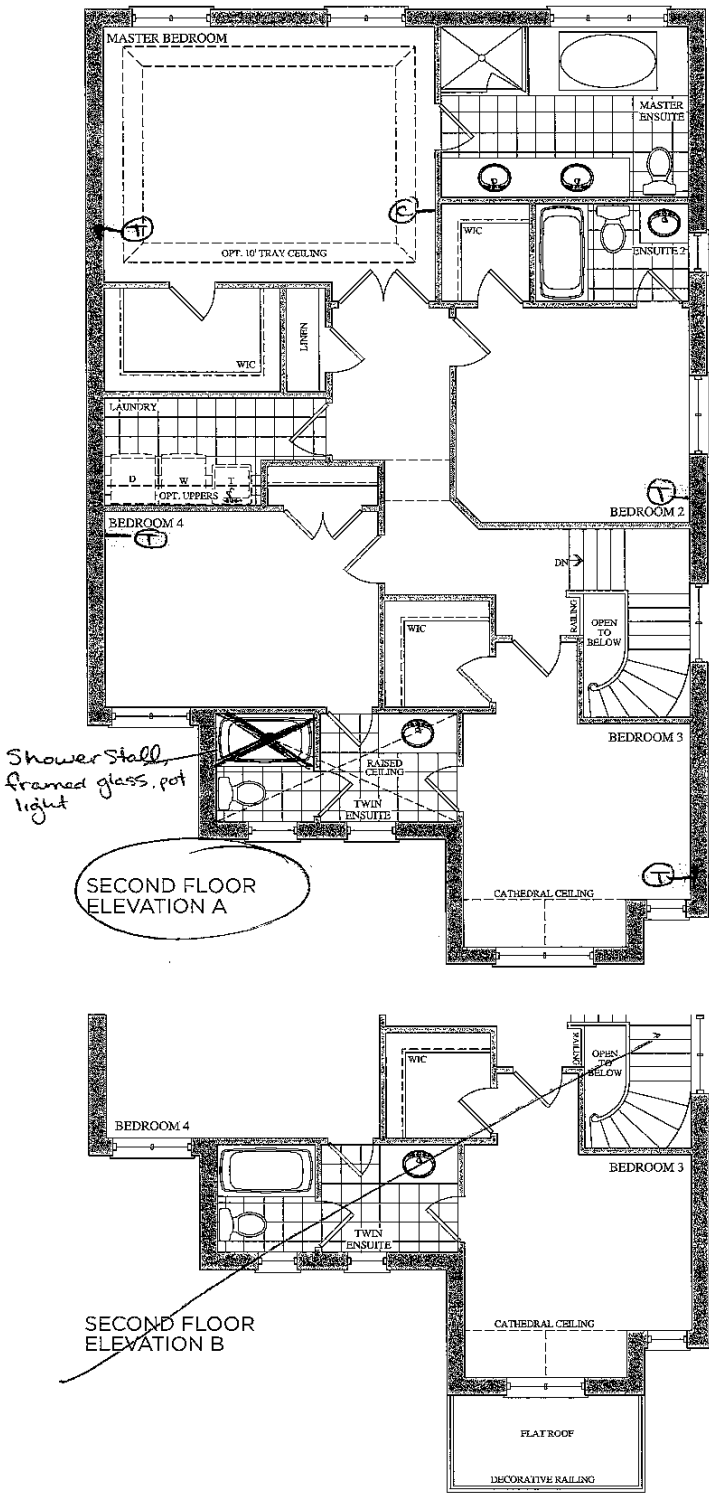 MASTER BEDROOM
MASTER
ENSUITE
WIC
ENSUITE 2
OPT. 10' TRAY CEILING
T
C
LINEN
WIC
LAUNDRY
D
W
T
OPT. UPPERS
T
BEDROOM 2
BEDROOM 4
T
DN
RAILING
OPEN
TO
BELOW
WIC
BEDROOM 3
Shower Stall,
framed glass, pot
light
RAISED
CEILING
TWIN
ENSUITE
T
SECOND FLOOR
ELEVATION A
CATHEDRAL CEILING
RAILING
OPEN
TO
BELOW
WIC
BEDROOM 4
BEDROOM 3
TWIN
ENSUITE
SECOND FLOOR
ELEVATION B
CATHEDRAL CEILING
FLAT ROOF
DECORATIVE RAILING